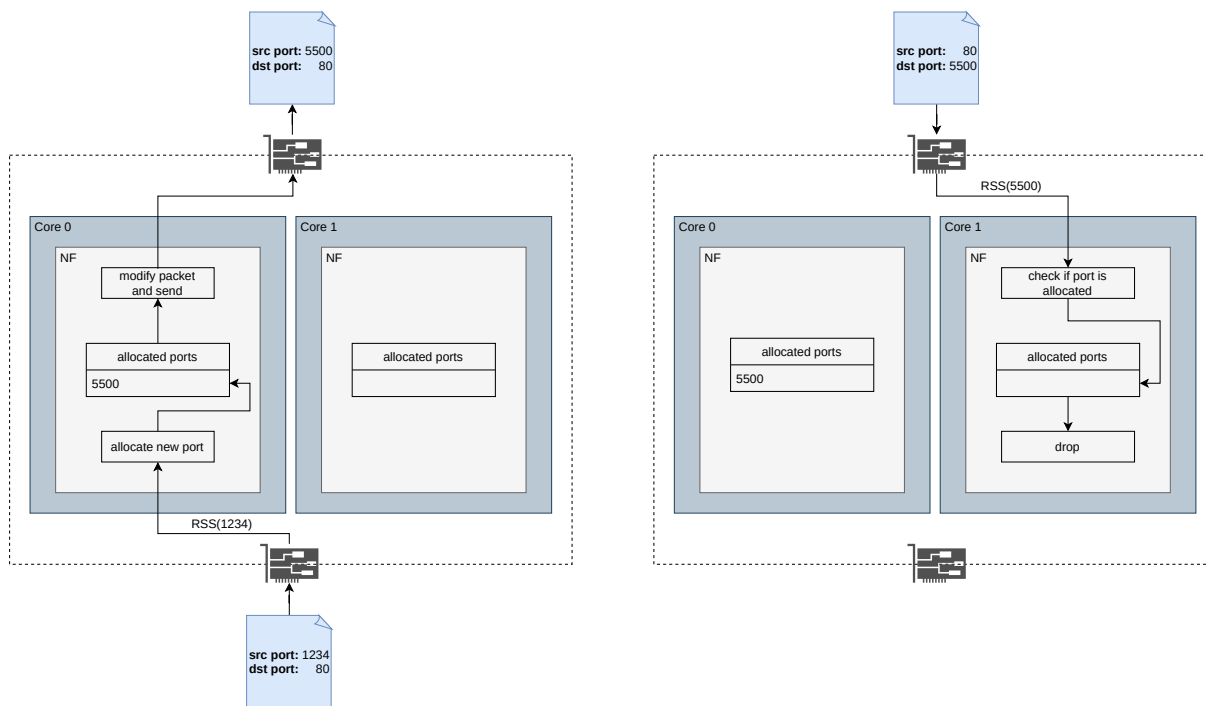 src port: 5500
dst port: 80
Core 0
NF
modify packet
and send
allocated ports
5500
allocate new port
RSS(1234)
src port: 1234
dst port: 80
Core 1
NF
allocated ports
src port: 80
dst port: 5500
RSS(5500)
Core 0
NF
allocated ports
5500
Core 1
NF
check if port is
allocated
allocated ports
drop